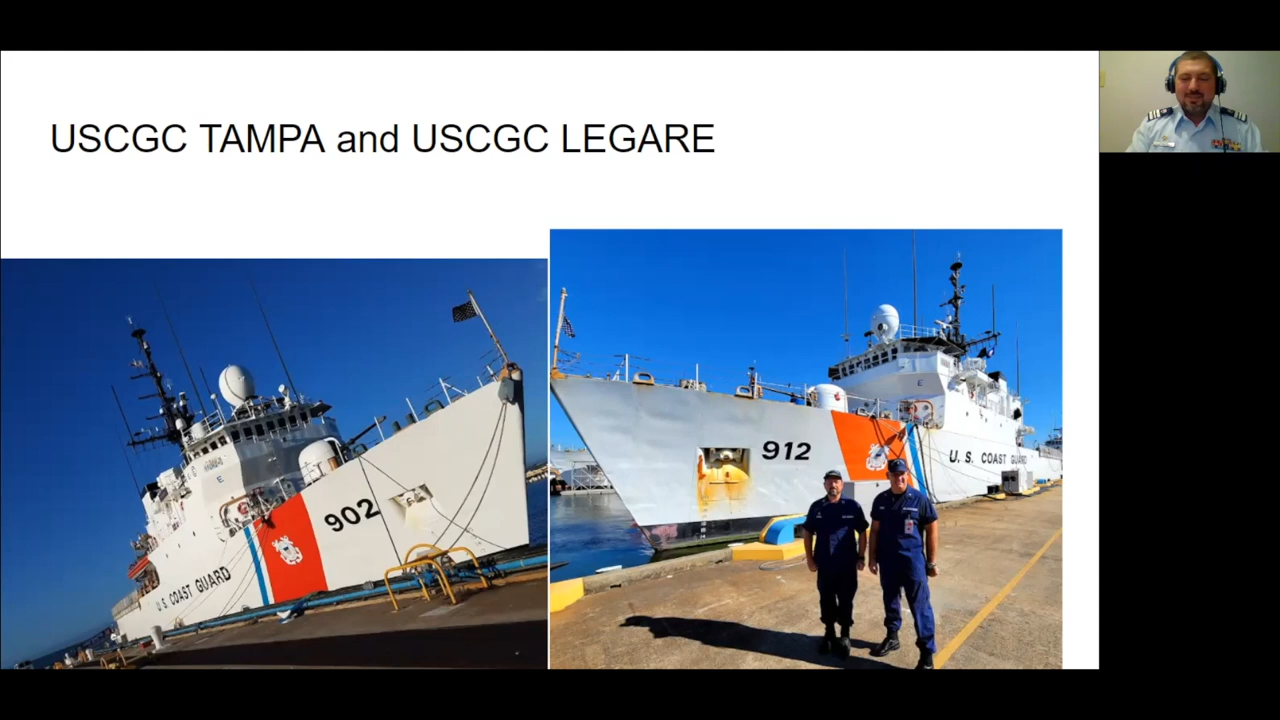 USCGC TAMPA and USCGC LEGARE
902
U.S. COAST GUARD
E
912
E
U. S. COAST GUARD